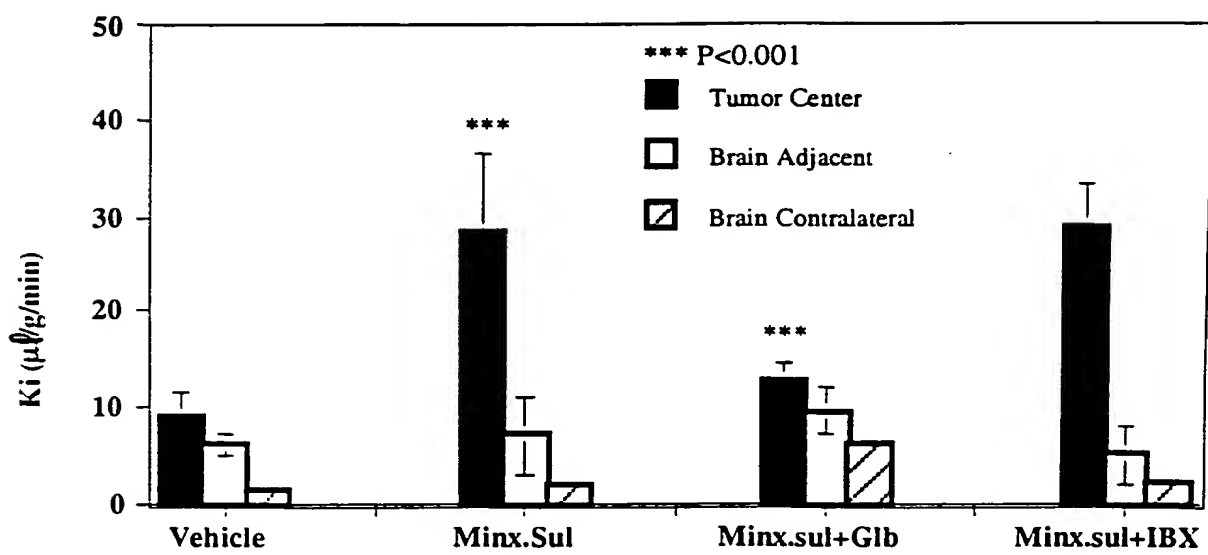 50
*** P<0.001
Tumor Center
40
***
Brain Adjacent
30
Brain Contralateral
20
***
10
0
Ki (µℓ/g/min)
Vehicle
Minx.Sul
Minx.sul+Glb
Minx.sul+IBX